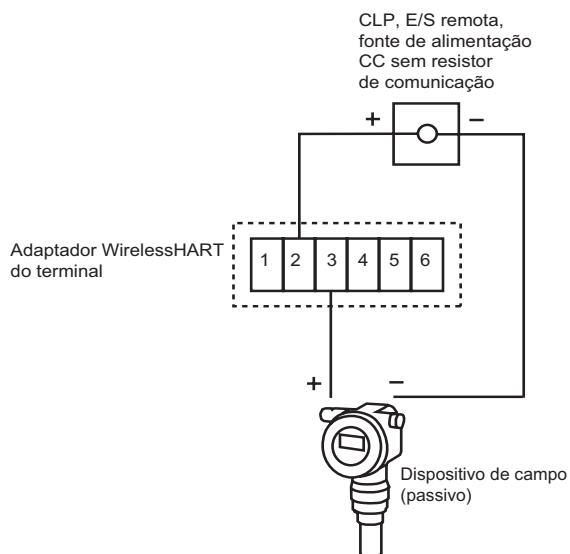 CLP, E/S remota,
fonte de alimentação
CC sem resistor
de comunicação
+ −
Adaptador WirelessHART
do terminal
1 2 3 4 5 6
+ −
Dispositivo de campo
(passivo)